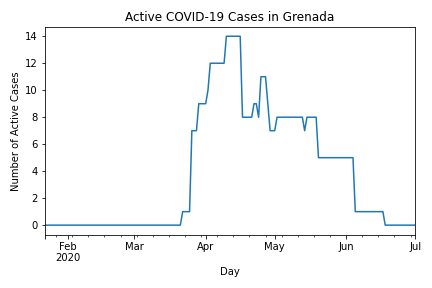 Active COVID-19 Cases in Grenada
Number of Active Cases
14
12
10
8
6
4
2
0
Feb Mar Apr May Jun Jul
2020
Day